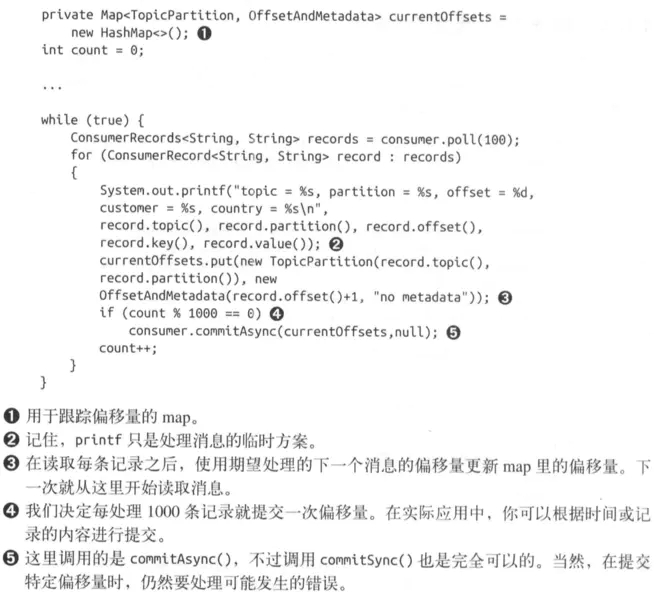 private Map<TopicPartition, OffsetAndMetadata> currentOffsets =
new HashMap<>(); ❶
int count = 0;
...
while (true) {
ConsumerRecords<String, String> records = consumer.poll(100);
for (ConsumerRecord<String, String> record : records)
{
System.out.printf("topic = %s, partition = %s, offset = %d,
customer = %s, country = %s\n",
record.topic(), record.partition(), record.offset(),
record.key(), record.value()); ❷
currentOffsets.put(new TopicPartition(record.topic(),
record.partition()), new
OffsetAndMetadata(record.offset()+1, "no metadata")); ❸
if (count % 1000 == 0) ❹
consumer.commitAsync(currentOffsets,null); ❺
count++;
}
}
❶ 用于跟踪偏移量的 map。
❷ 记住，printf 只是处理消息的临时方案。
❸ 在读取每条记录之后，使用期望处理的下一个消息的偏移量更新 map 里的偏移量。下
一次就从这里开始读取消息。
❹ 我们决定每处理 1000 条记录就提交一次偏移量。在实际应用中，你可以根据时间或记
录的内容进行提交。
❺ 这里调用的是 commitAsync()，不过调用 commitSync() 也是完全可以的。当然，在提交
特定偏移量时，仍然要处理可能发生的错误。